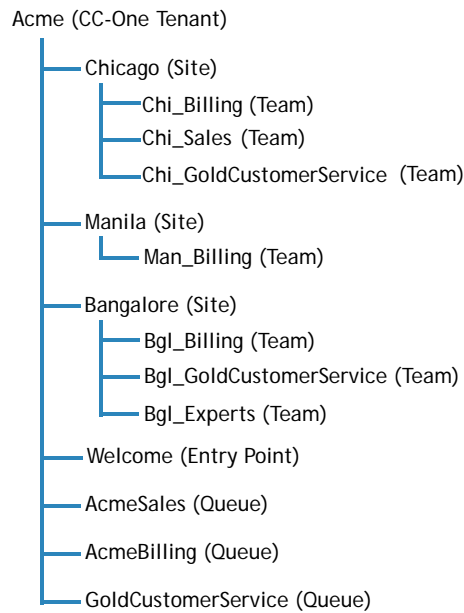 Acme (CC-One Tenant)
Chicago (Site)
Chi_Billing (Team)
Chi_Sales (Team)
Chi_GoldCustomerService (Team)
Manila (Site)
Man_Billing (Team)
Bangalore (Site)
Bgl_Billing (Team)
Bgl_GoldCustomerService (Team)
Bgl_Experts (Team)
Welcome (Entry Point)
AcmeSales (Queue)
AcmeBilling (Queue)
GoldCustomerService (Queue)